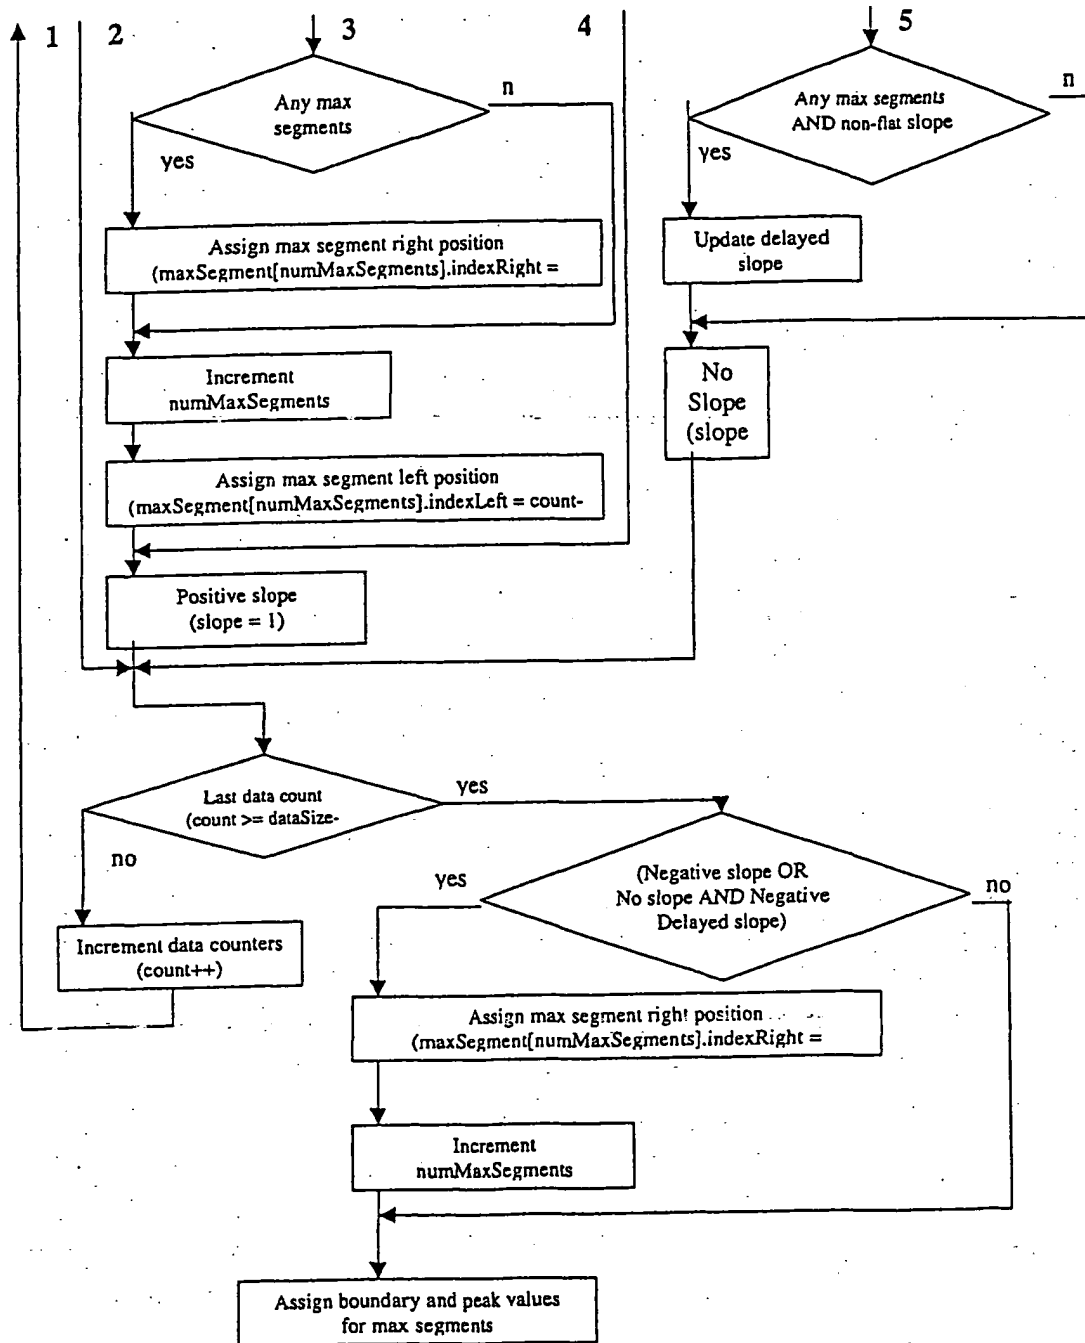 1
2
3
4
5
Any max
segments
n
yes
Any max segments
AND non-flat slope
n
yes
Assign max segment right position
(maxSegment[numMaxSegments].indexRight =
Update delayed
slope
Increment
numMaxSegments
No
Slope
(slope
Assign max segment left position
(maxSegment[numMaxSegments].indexLeft = count-
Positive slope
(slope = 1)
Last data count
(count >= dataSize-
yes
no
(Negative slope OR
No slope AND Negative
Delayed slope)
yes
no
Increment data counters
(count++)
Assign max segment right position
(maxSegment[numMaxSegments].indexRight =
Increment
numMaxSegments
Assign boundary and peak values
for max segments